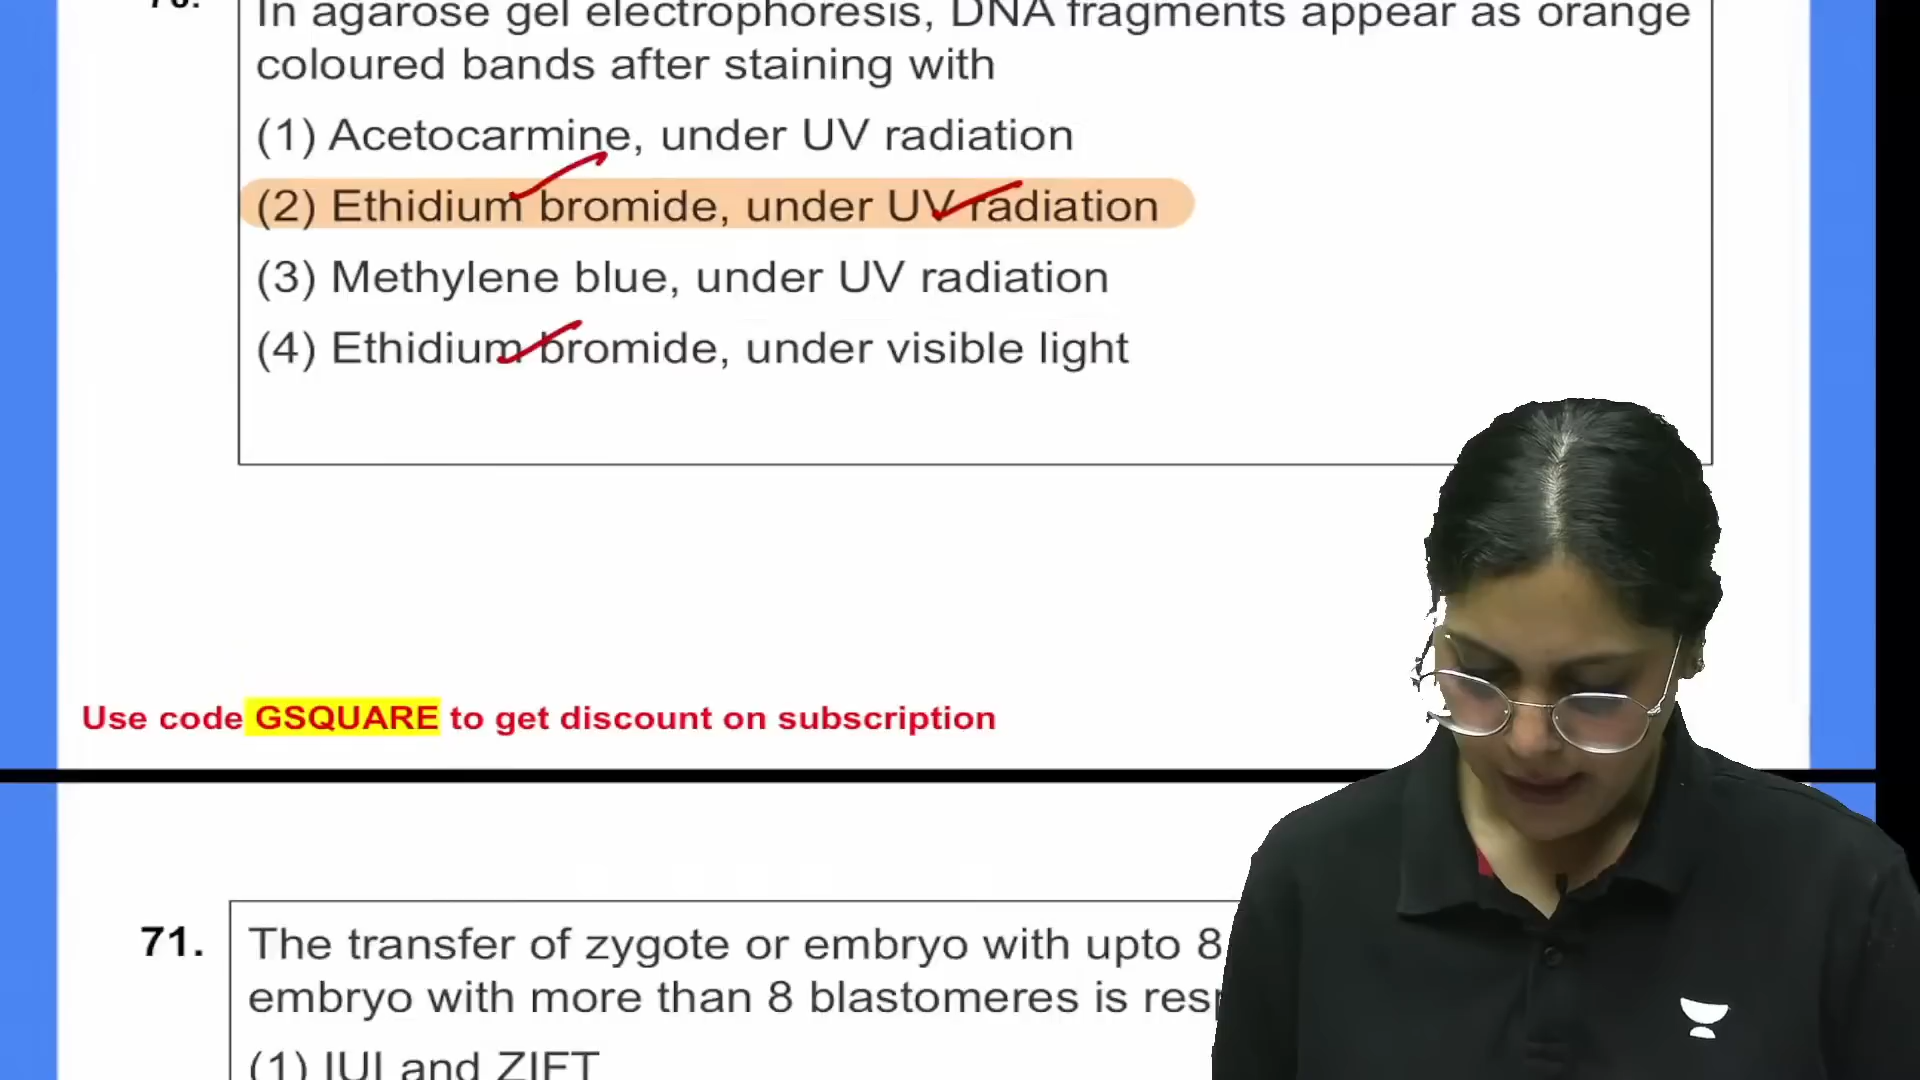 70.
In agarose gel electrophoresis, DNA fragments appear as orange
coloured bands after staining with
(1) Acetocarmine, under UV radiation
(2) Ethidium bromide, under UV radiation
(3) Methylene blue, under UV radiation
(4) Ethidium bromide, under visible light
Use code GSQUARE to get discount on subscription
71.
The transfer of zygote or embryo with upto 8
embryo with more than 8 blastomeres is
(1) IUI and ZIFT